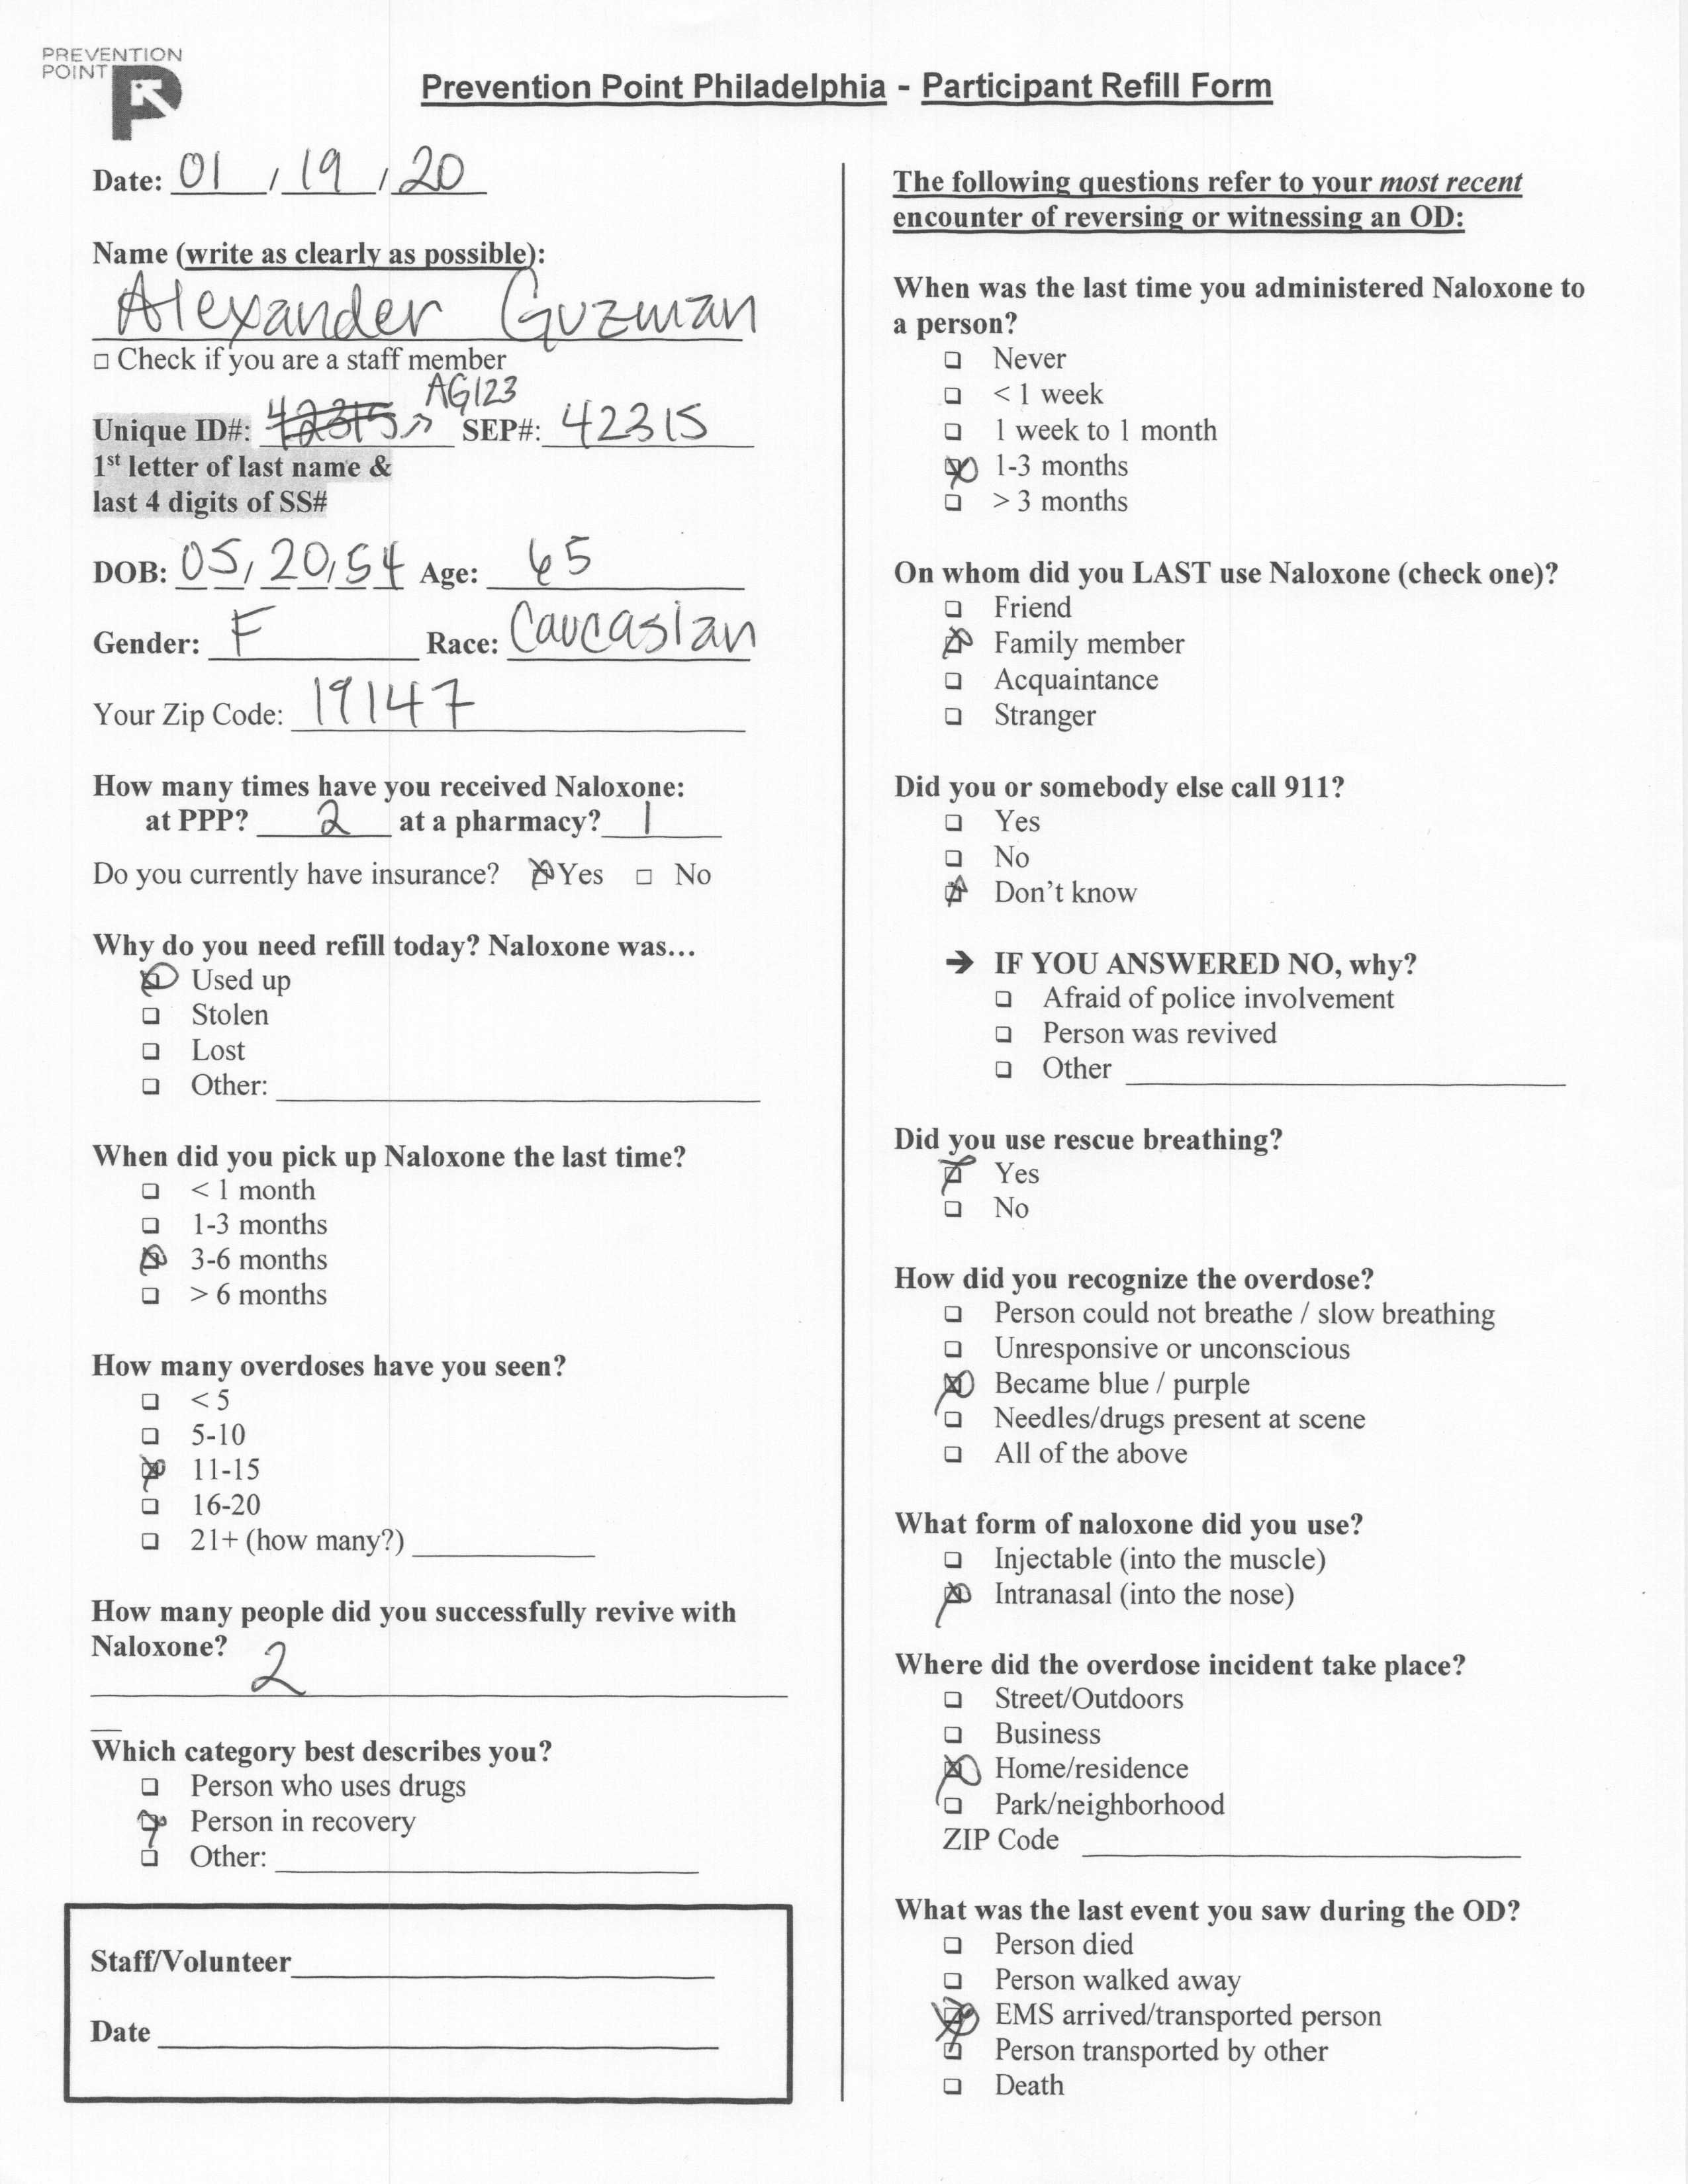 PREVENTION
POINT
Prevention Point Philadelphia - Participant Refill Form
Date: 01 / 19 / 20
Name (write as clearly as possible):
Alexander Guzman
□ Check if you are a staff member
AG123
Unique ID#: 42315 SEP#: 42315
1st letter of last name &
last 4 digits of SS#
DOB: 05/20/54 Age: 65
Gender: F Race: Caucasian
Your Zip Code: 19147
How many times have you received Naloxone:
at PPP? 2 at a pharmacy? 1
Do you currently have insurance? ☒ Yes □ No
Why do you need refill today? Naloxone was…
☒ Used up
□ Stolen
□ Lost
□ Other:
When did you pick up Naloxone the last time?
□ < 1 month
□ 1-3 months
☒ 3-6 months
□ > 6 months
How many overdoses have you seen?
□ < 5
□ 5-10
☒ 11-15
□ 16-20
□ 21+ (how many?)
How many people did you successfully revive with
Naloxone? 2
Which category best describes you?
□ Person who uses drugs
☒ Person in recovery
□ Other:
Staff/Volunteer
Date
The following questions refer to your most recent
encounter of reversing or witnessing an OD:
When was the last time you administered Naloxone to
a person?
□ Never
□ < 1 week
□ 1 week to 1 month
☒ 1-3 months
□ > 3 months
On whom did you LAST use Naloxone (check one)?
□ Friend
☒ Family member
□ Acquaintance
□ Stranger
Did you or somebody else call 911?
□ Yes
□ No
☒ Don't know
➔ IF YOU ANSWERED NO, why?
□ Afraid of police involvement
□ Person was revived
□ Other
Did you use rescue breathing?
☒ Yes
□ No
How did you recognize the overdose?
□ Person could not breathe / slow breathing
□ Unresponsive or unconscious
☒ Became blue / purple
□ Needles/drugs present at scene
□ All of the above
What form of naloxone did you use?
□ Injectable (into the muscle)
☒ Intranasal (into the nose)
Where did the overdose incident take place?
□ Street/Outdoors
□ Business
☒ Home/residence
□ Park/neighborhood
ZIP Code
What was the last event you saw during the OD?
□ Person died
□ Person walked away
☒ EMS arrived/transported person
□ Person transported by other
□ Death